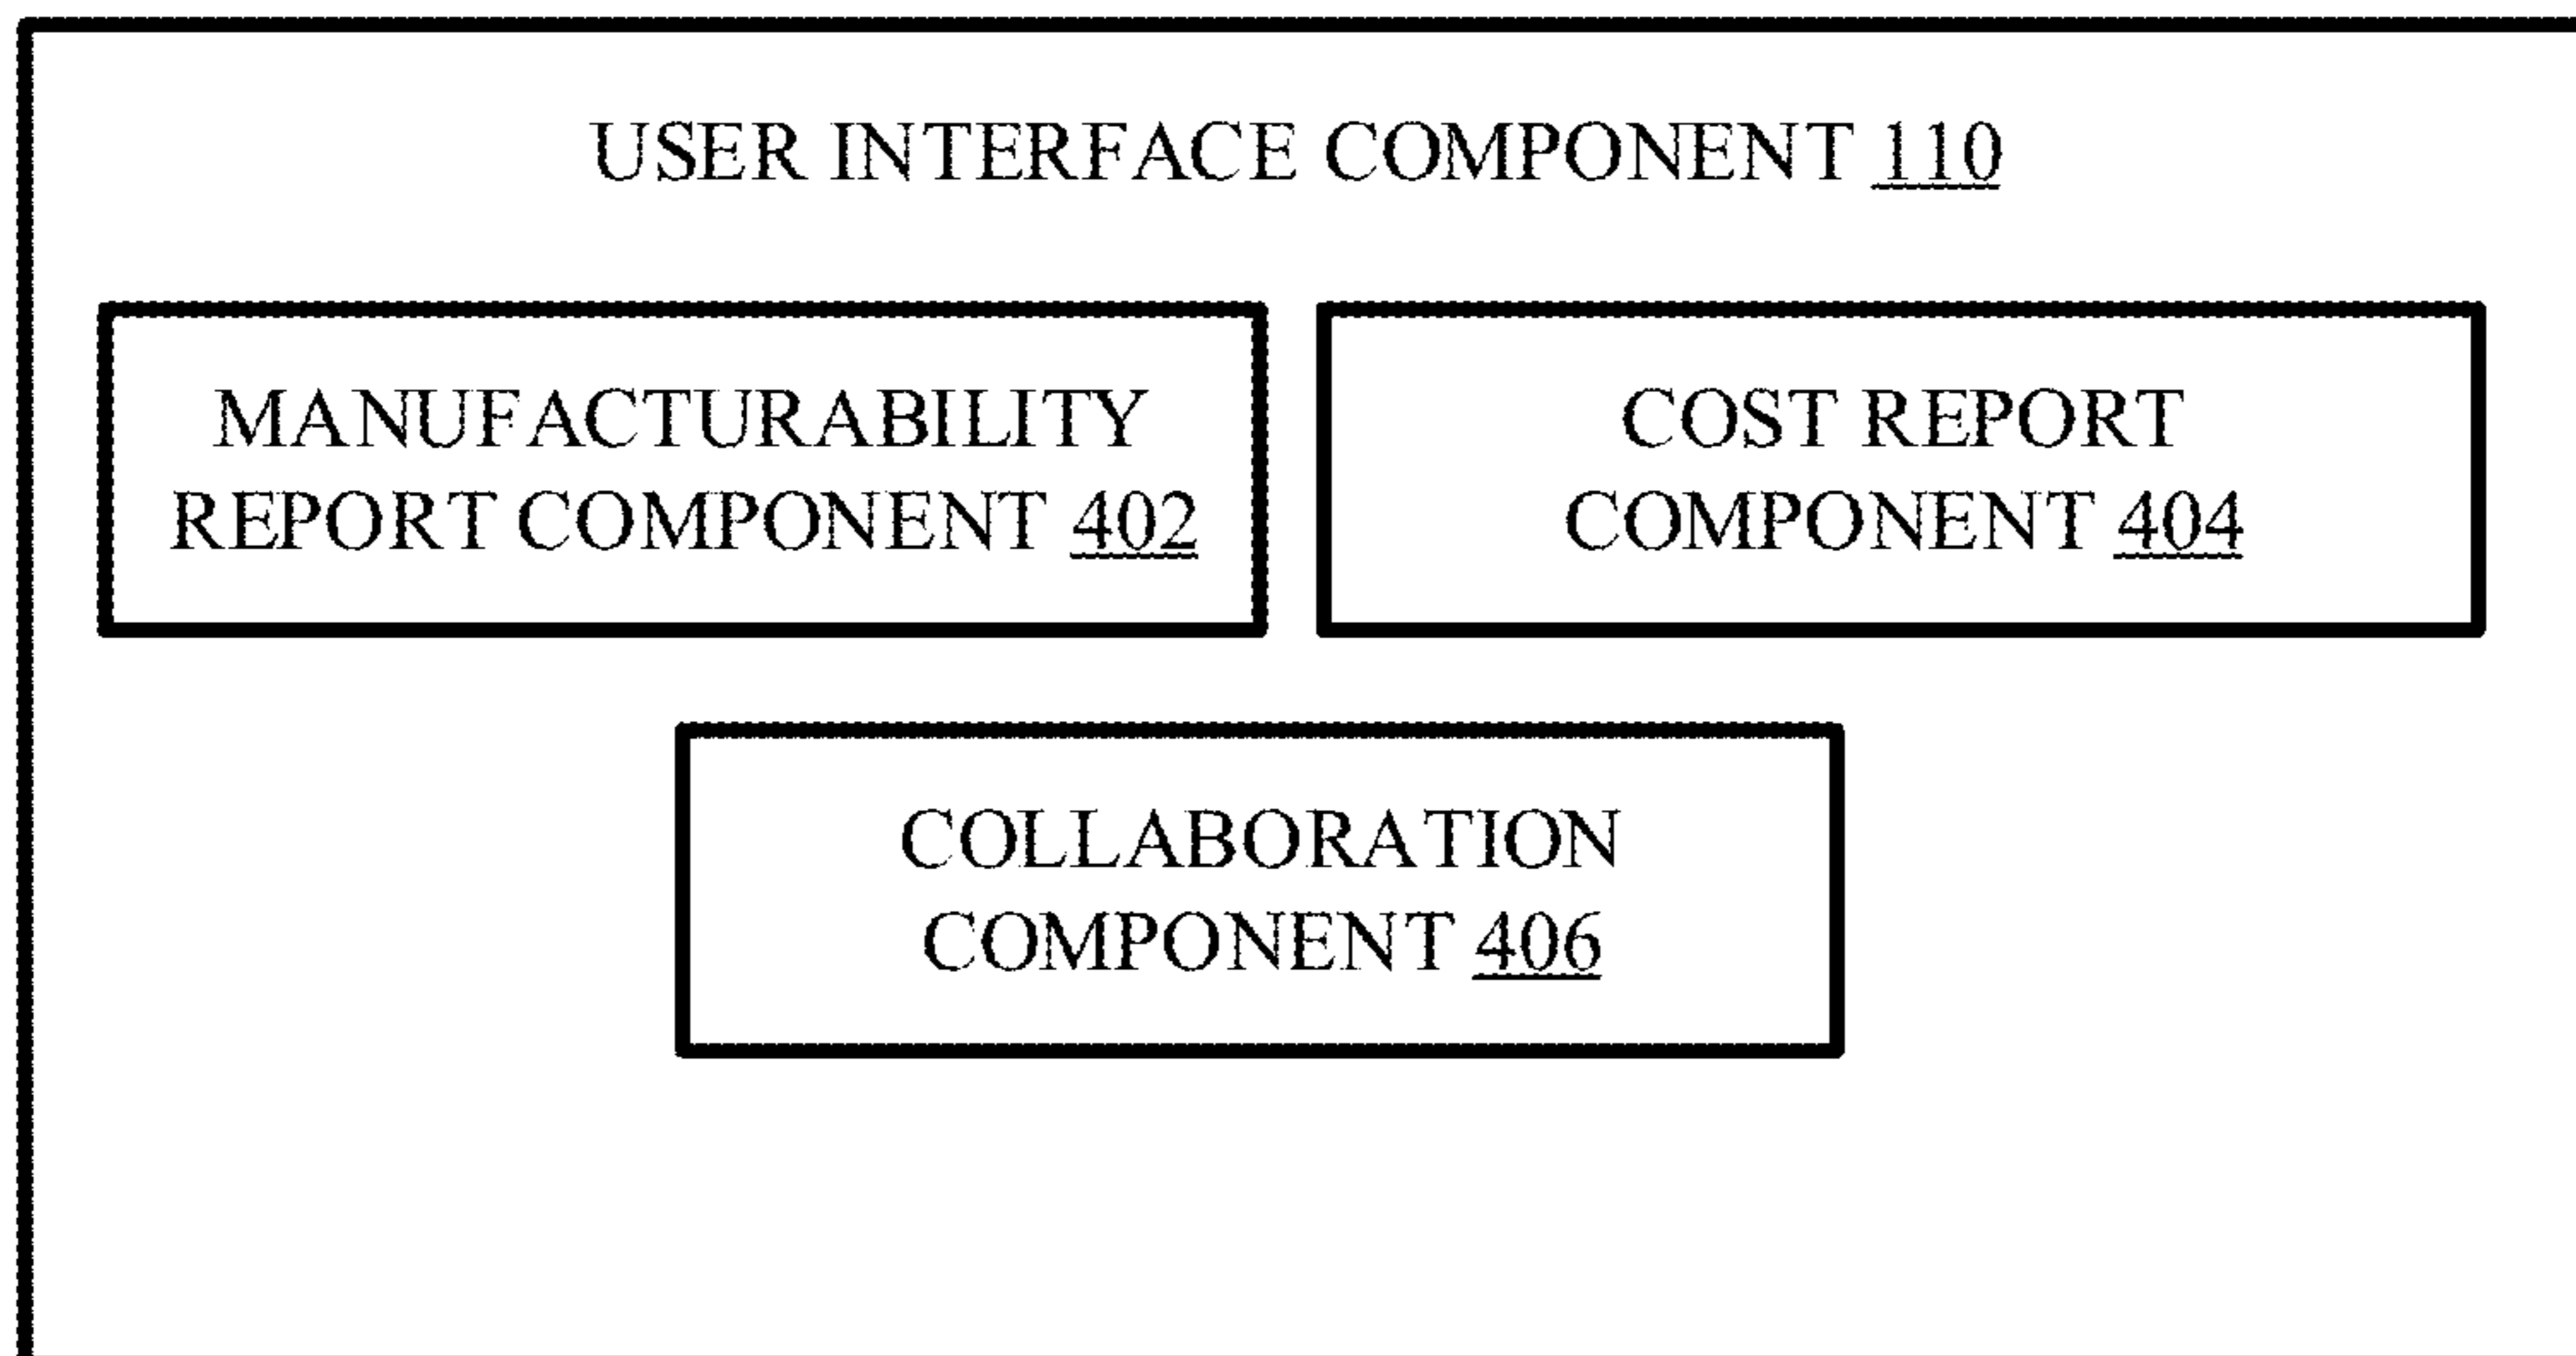 USER INTERFACE COMPONENT 110
MANUFACTURABILITY
REPORT COMPONENT 402
COST REPORT
COMPONENT 404
COLLABORATION
COMPONENT 406